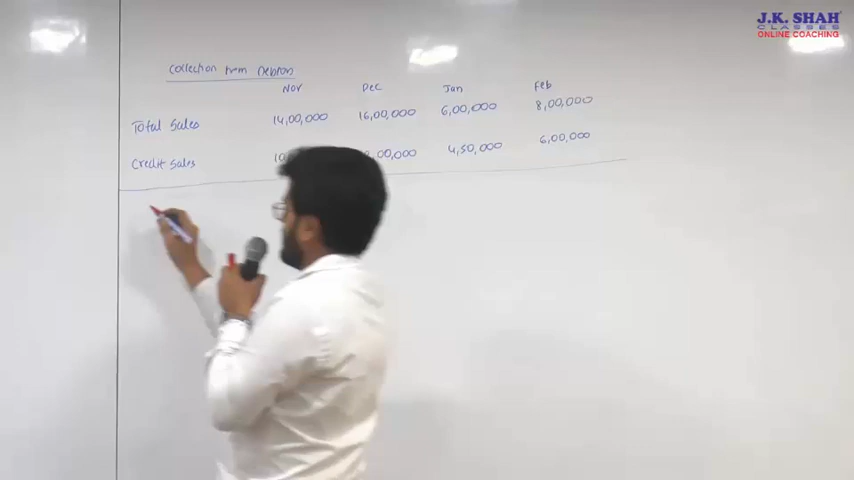 J.K. SHAH
CLASSES
ONLINE COACHING
Collection from Debtors
Nov Dec Jan Feb
Total Sales 14,00,000 16,00,000 6,00,000 8,00,000
Credit Sales 4,50,000 6,00,000